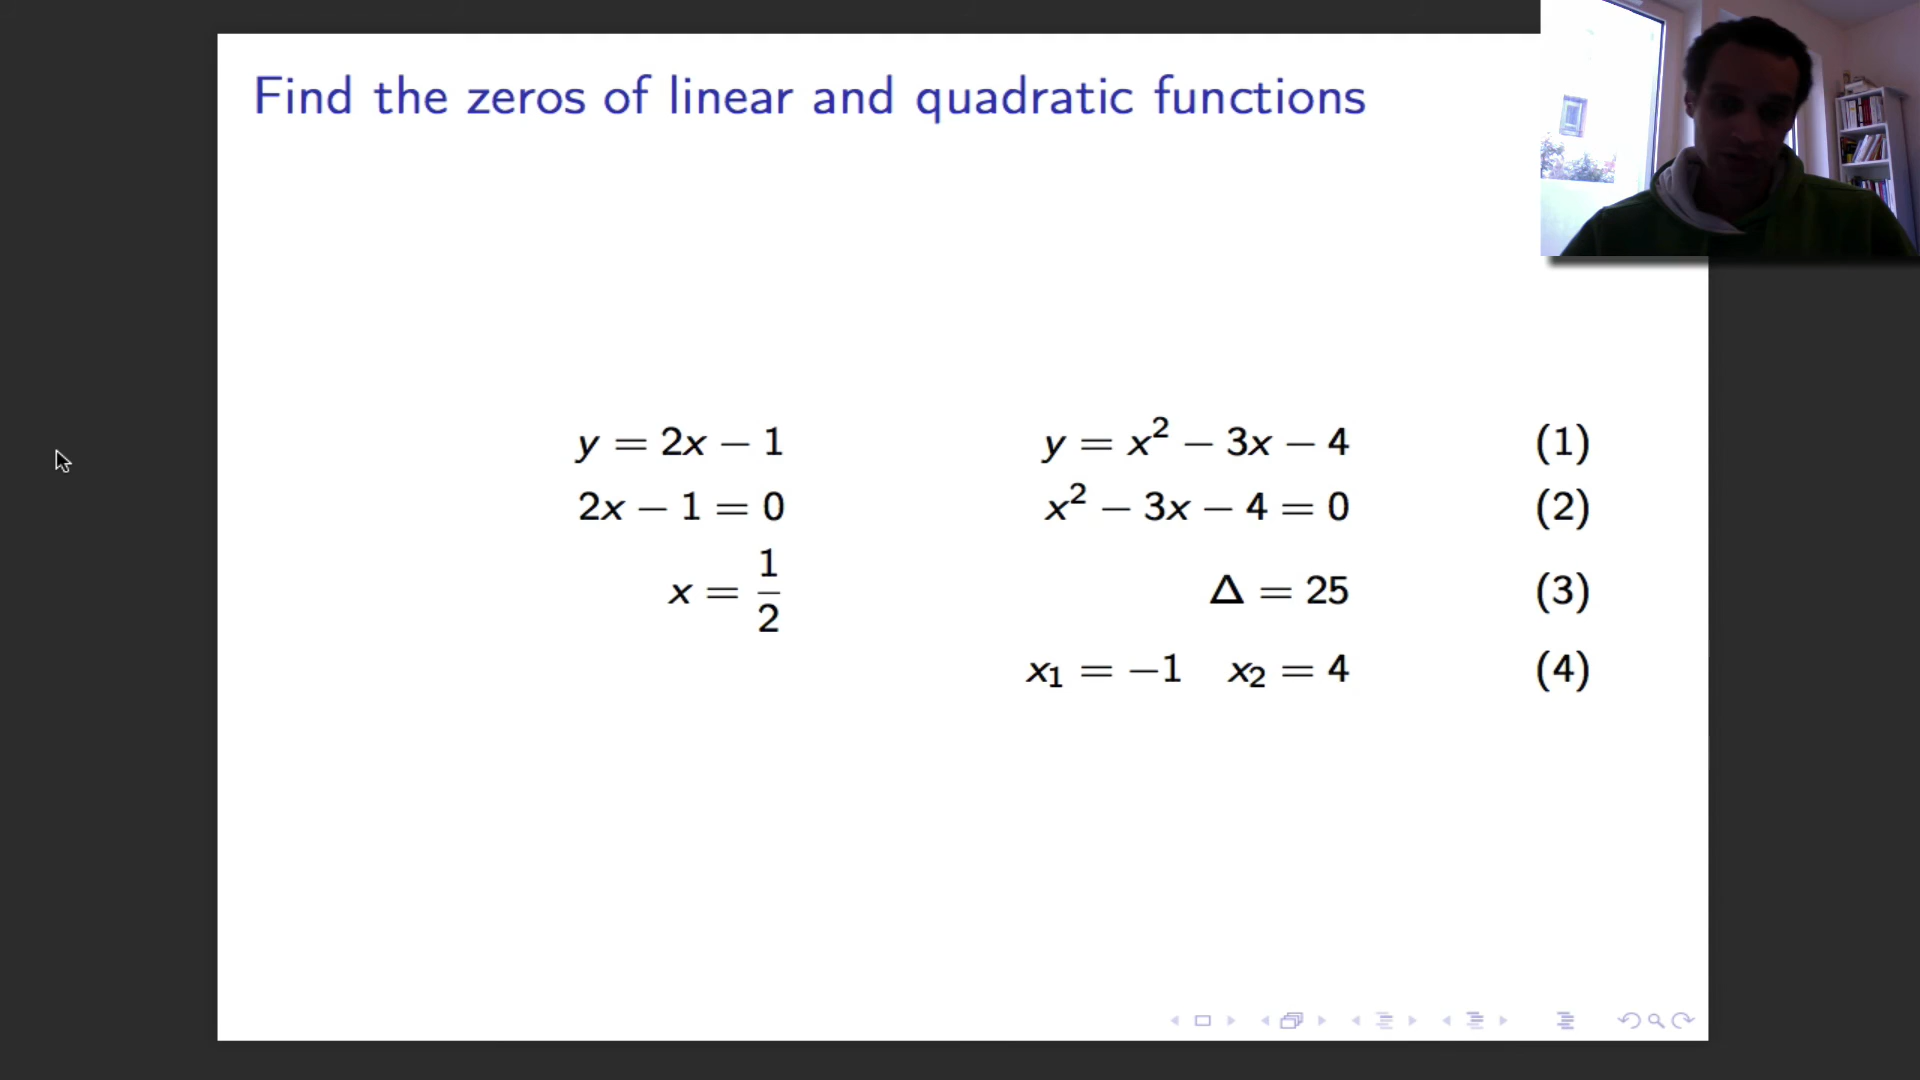 Find the zeros of linear and quadratic functions
y = 2x − 1 y = x² − 3x − 4 (1)
2x − 1 = 0 x² − 3x − 4 = 0 (2)
x = 1/2 Δ = 25 (3)
x₁ = −1 x₂ = 4 (4)